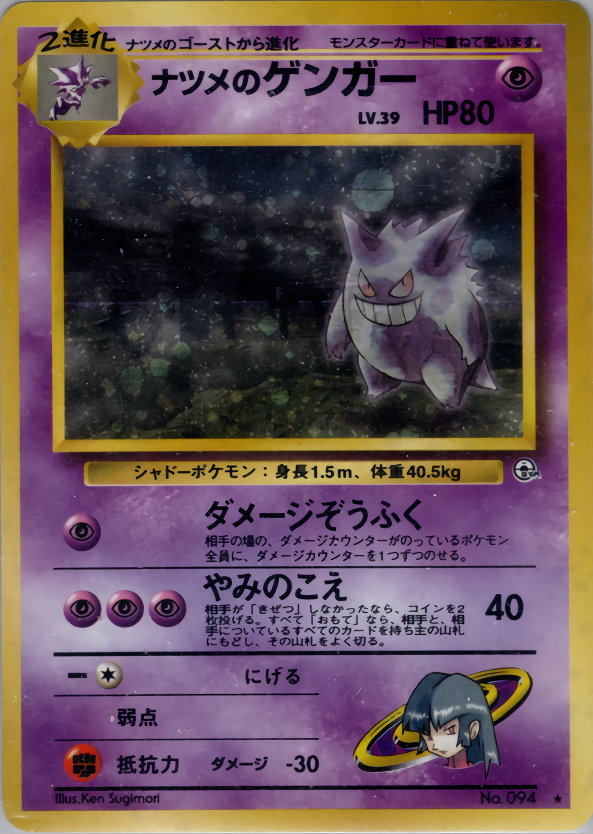 2進化 ナツメのゴーストから進化 モンスターカードに重ねて使います。
ナツメのゲンガー
LV.39 HP80
シャドーポケモン：身長1.5m、体重40.5kg
ダメージぞうふく
相手の場の、ダメージカウンターがのっているポケモン
全員に、ダメージカウンターを1つずつのせる。
やみのこえ 40
相手が「きぜつ」しなかったなら、コインを2
枚投げる。すべて「おもて」なら、相手と、相
手についているすべてのカードを持ち主の山札
にもどし、その山札をよく切る。
にげる
弱点
抵抗力 ダメージ -30
Illus.Ken Sugimori No. 094 ★